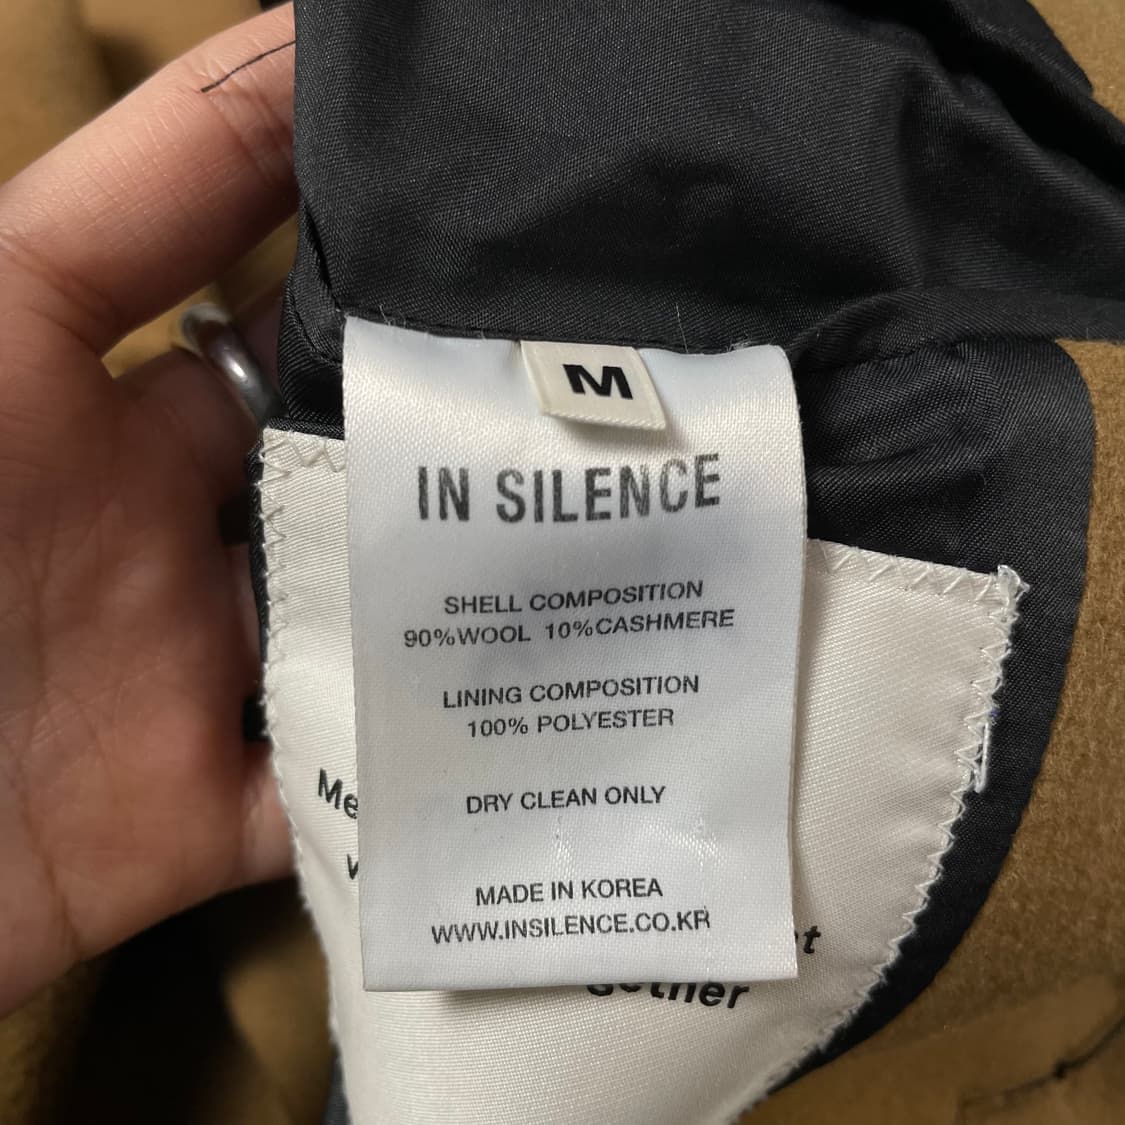 M
IN SILENCE
SHELL COMPOSITION
90%WOOL 10%CASHMERE
LINING COMPOSITION
100% POLYESTER
DRY CLEAN ONLY
MADE IN KOREA
WWW.INSILENCE.CO.KR